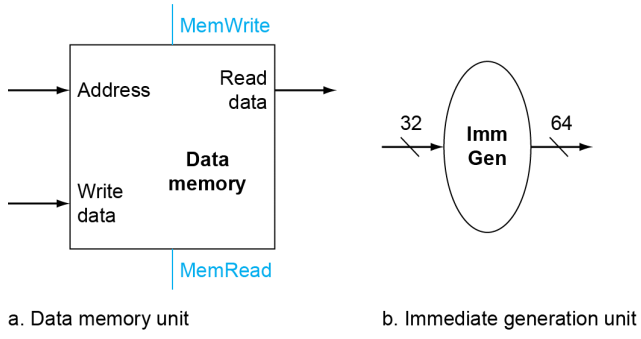 MemWrite
Address
Read
data
Data
memory
Write
data
MemRead
a. Data memory unit
32
Imm
Gen
64
b. Immediate generation unit